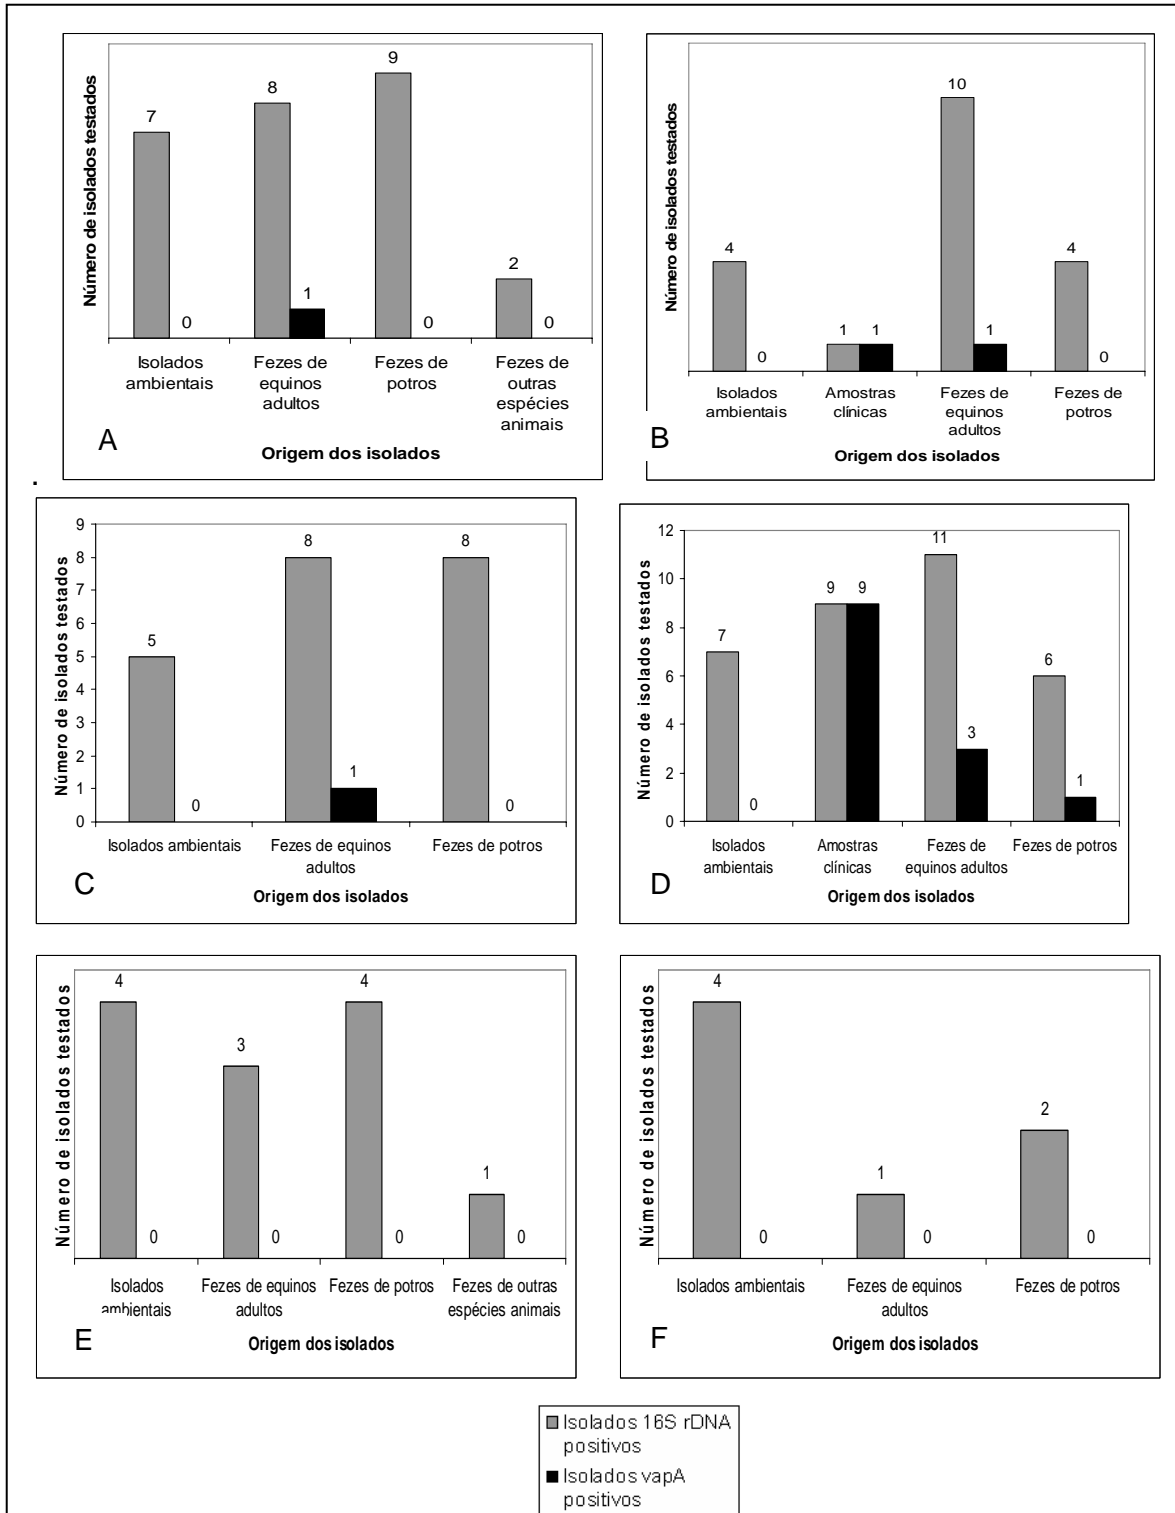 Número de isolados testados
7
0
8
1
9
0
2
0
Isolados
ambientais
Fezes de
equinos
adultos
Fezes de
potros
Fezes de
outras
espécies
animais
A
Origem dos isolados
Número de isolados testados
4
0
1
1
10
1
4
0
Isolados
ambientais
Amostras
clínicas
Fezes de
equinos
adultos
Fezes de
potros
B
Origem dos isolados
.
Número de isolados testados
9
8
7
6
5
4
3
2
1
0
5
0
8
1
8
0
Isolados ambientais
Fezes de equinos
adultos
Fezes de potros
C
Origem dos isolados
Número de isolados testados
12
10
8
6
4
2
0
7
0
9
9
11
3
6
1
Isolados
ambientais
Amostras
clínicas
Fezes de
equinos adultos
Fezes de potros
D
Origem dos isolados
Número de isolados testados
4
0
3
0
4
0
1
0
Isolados
ambientais
Fezes de equinos
adultos
Fezes de potros
Fezes de outras
espécies animais
E
Origem dos isolados
Número de isolados testados
4
0
1
0
2
0
Isolados ambientais
Fezes de equinos
adultos
Fezes de potros
F
Origem dos isolados
Isolados 16S rDNA
positivos
Isolados vapA
positivos